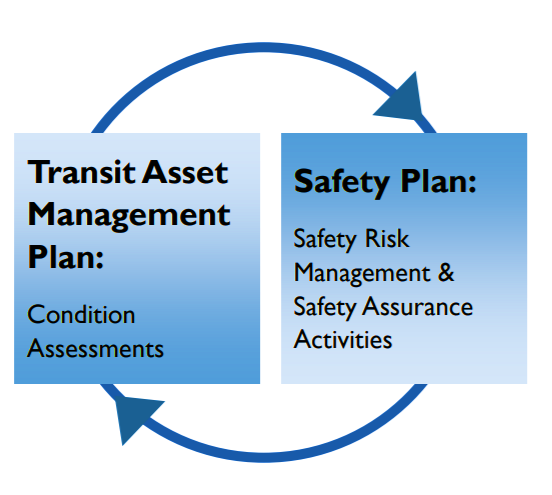 Transit Asset
Management
Plan:
Condition
Assessments
Safety Plan:
Safety Risk
Management &
Safety Assurance
Activities